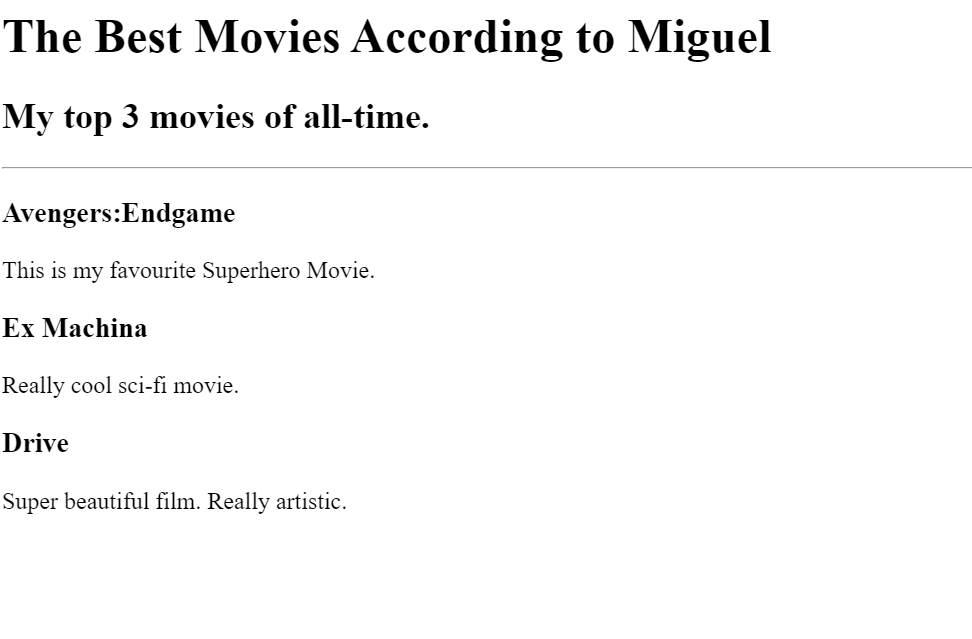 The Best Movies According to Miguel
My top 3 movies of all-time.
Avengers:Endgame
This is my favourite Superhero Movie.
Ex Machina
Really cool sci-fi movie.
Drive
Super beautiful film. Really artistic.